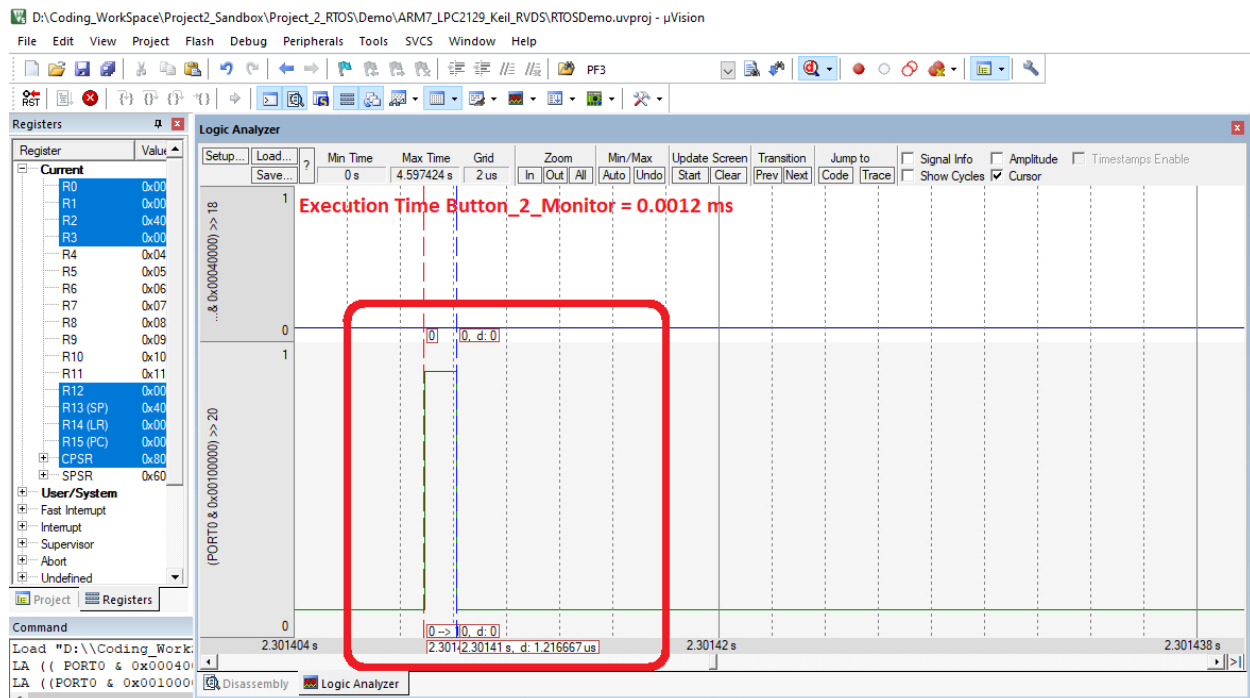 D:\Coding_WorkSpace\Project2_Sandbox\Project_2_RTOS\Demo\ARM7_LPC2129_Keil_RVDS\RTOSDemo.uvproj - µVision
File Edit View Project Flash Debug Peripherals Tools SVCS Window Help
PF3
RST
Registers
Register Value
Current
R0 0x00
R1 0x00
R2 0x40
R3 0x00
R4 0x04
R5 0x05
R6 0x06
R7 0x07
R8 0x08
R9 0x09
R10 0x10
R11 0x11
R12 0x00
R13 (SP) 0x40
R14 (LR) 0x00
R15 (PC) 0x00
CPSR 0x80
SPSR 0x60
User/System
Fast Interrupt
Interrupt
Supervisor
Abort
Undefined
Project Registers
Logic Analyzer
Setup... Load... ? Min Time Max Time Grid Zoom Min/Max Update Screen Transition Jump to Signal Info Amplitude Timestamps Enable
Save... 0 s 4.597424 s 2 us In Out All Auto Undo Start Clear Prev Next Code Trace Show Cycles Cursor
1
Execution Time Button_2_Monitor = 0.0012 ms
...& 0x00040000) >> 18
0
0 0, d: 0
1
(PORT0 & 0x00100000) >> 20
0
0 --> 1 0, d: 0
2.301404 s 2.3014 2.30141 s, d: 1.216667 us 2.30142 s 2.301438 s
Disassembly Logic Analyzer
Command
Load "D:\\Coding_Work
LA (( PORT0 & 0x00040
LA ((PORT0 & 0x001000